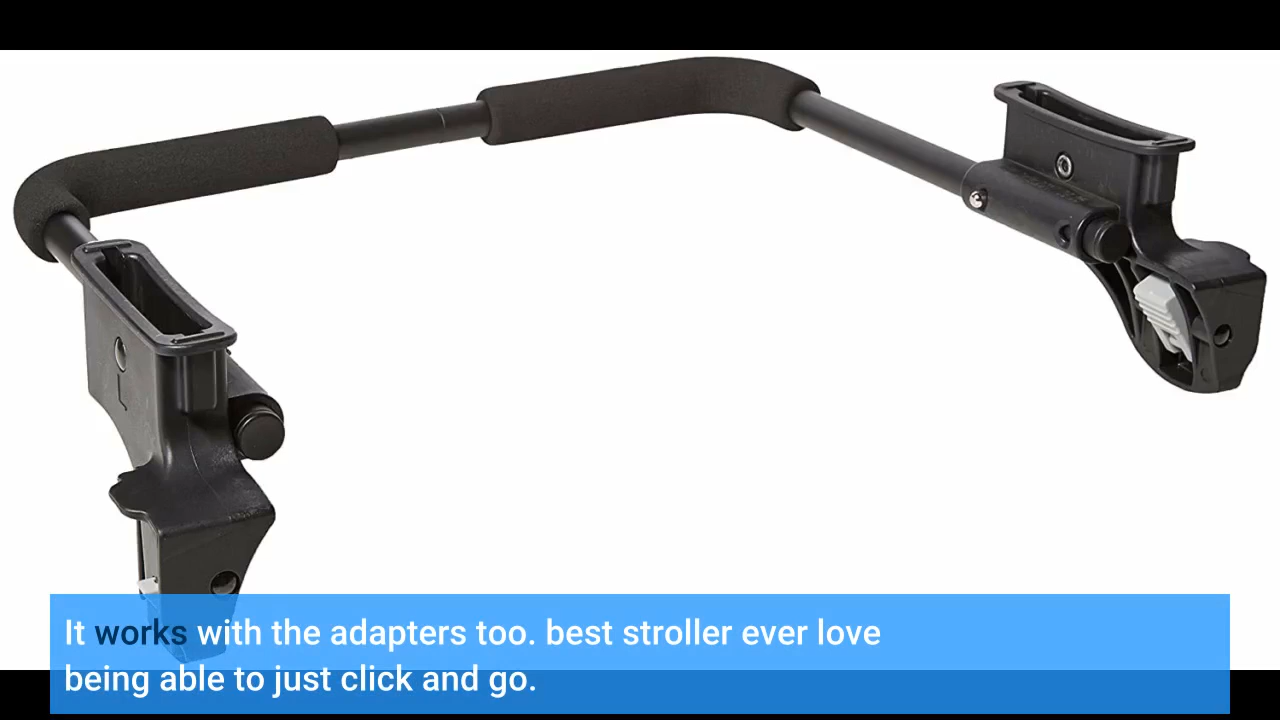 It works with the adapters too. best stroller ever love
being able to just click and go.
L